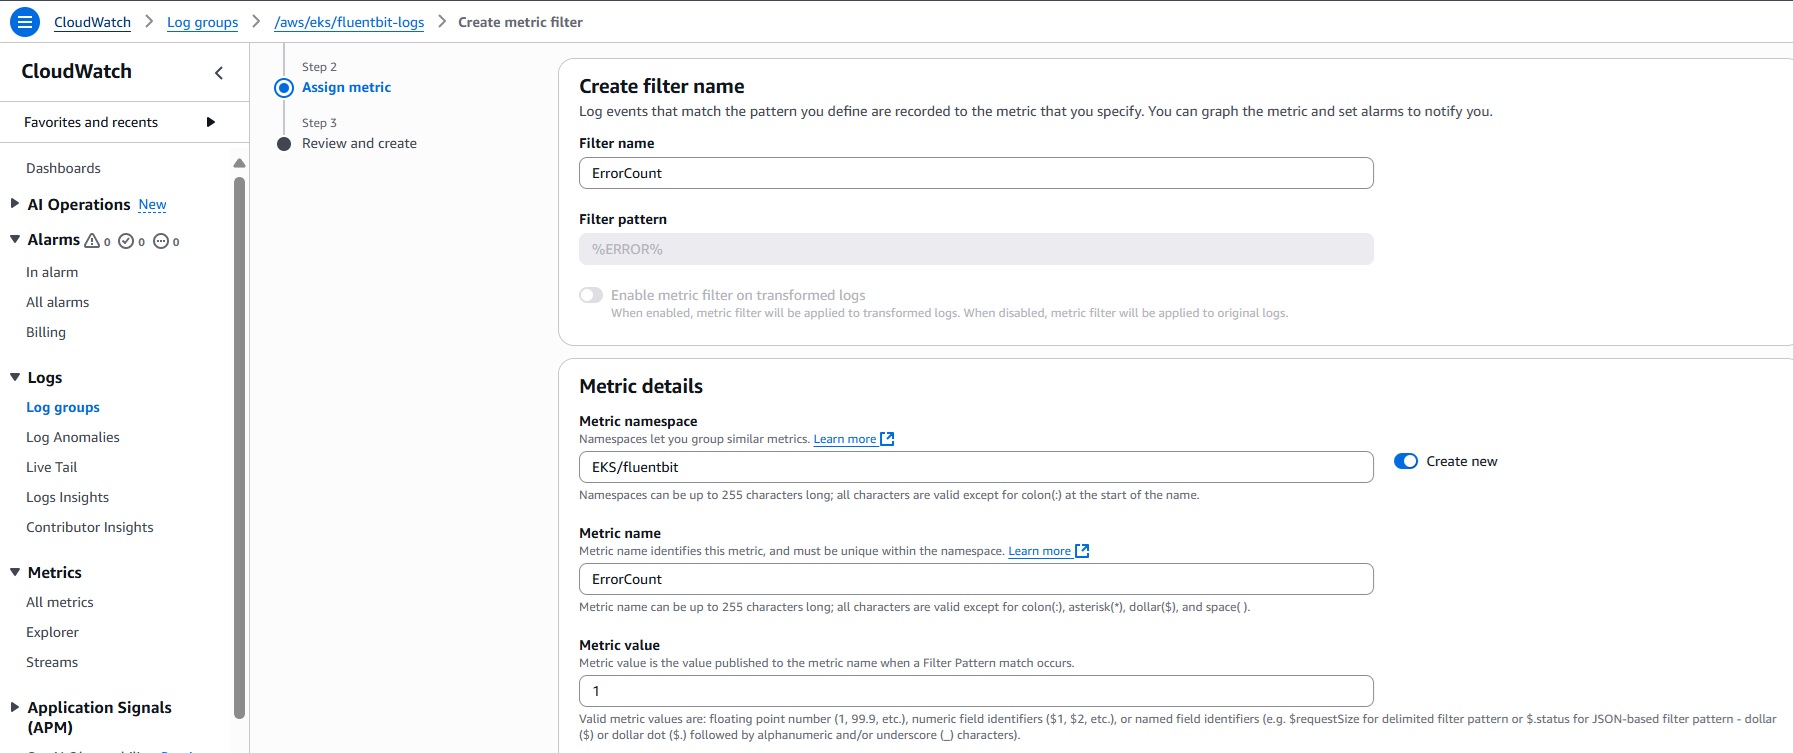 CloudWatch > Log groups > /aws/eks/fluentbit-logs > Create metric filter
CloudWatch
Favorites and recents
Dashboards
AI Operations New
Alarms 0 0 0
In alarm
All alarms
Billing
Logs
Log groups
Log Anomalies
Live Tail
Logs Insights
Contributor Insights
Metrics
All metrics
Explorer
Streams
Application Signals
(APM)
Step 2
Assign metric
Step 3
Review and create
Create filter name
Log events that match the pattern you define are recorded to the metric that you specify. You can graph the metric and set alarms to notify you.
Filter name
ErrorCount
Filter pattern
%ERROR%
Enable metric filter on transformed logs
When enabled, metric filter will be applied to transformed logs. When disabled, metric filter will be applied to original logs.
Metric details
Metric namespace
Namespaces let you group similar metrics. Learn more
EKS/fluentbit
Create new
Namespaces can be up to 255 characters long; all characters are valid except for colon(:) at the start of the name.
Metric name
Metric name identifies this metric, and must be unique within the namespace. Learn more
ErrorCount
Metric name can be up to 255 characters long; all characters are valid except for colon(:), asterisk(*), dollar($), and space( ).
Metric value
Metric value is the value published to the metric name when a Filter Pattern match occurs.
1
Valid metric values are: floating point number (1, 99.9, etc.), numeric field identifiers ($1, $2, etc.), or named field identifiers (e.g. $requestSize for delimited filter pattern or $.status for JSON-based filter pattern - dollar
($) or dollar dot ($.) followed by alphanumeric and/or underscore (_) characters).